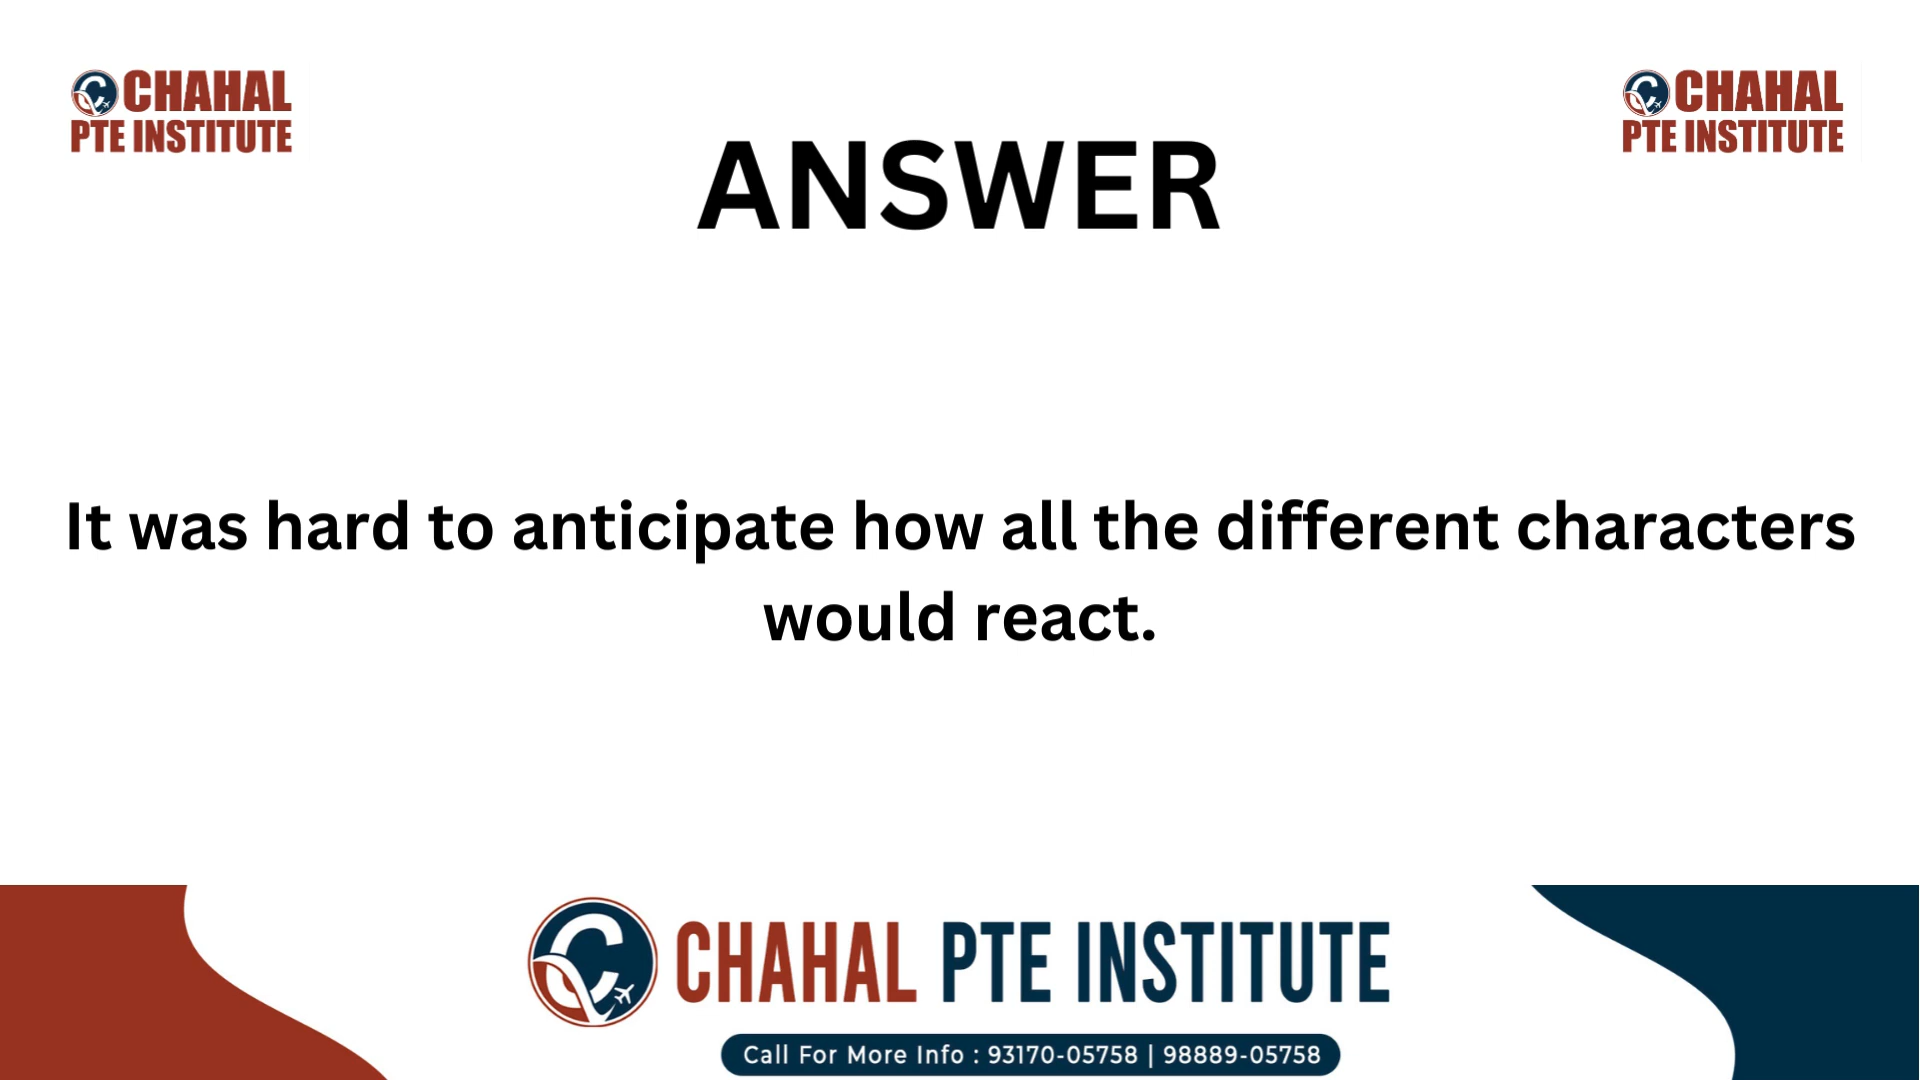 CHAHAL
PTE INSTITUTE
CHAHAL
PTE INSTITUTE
ANSWER
It was hard to anticipate how all the different characters
would react.
CHAHAL PTE INSTITUTE
Call For More Info : 93170-05758 | 98889-05758